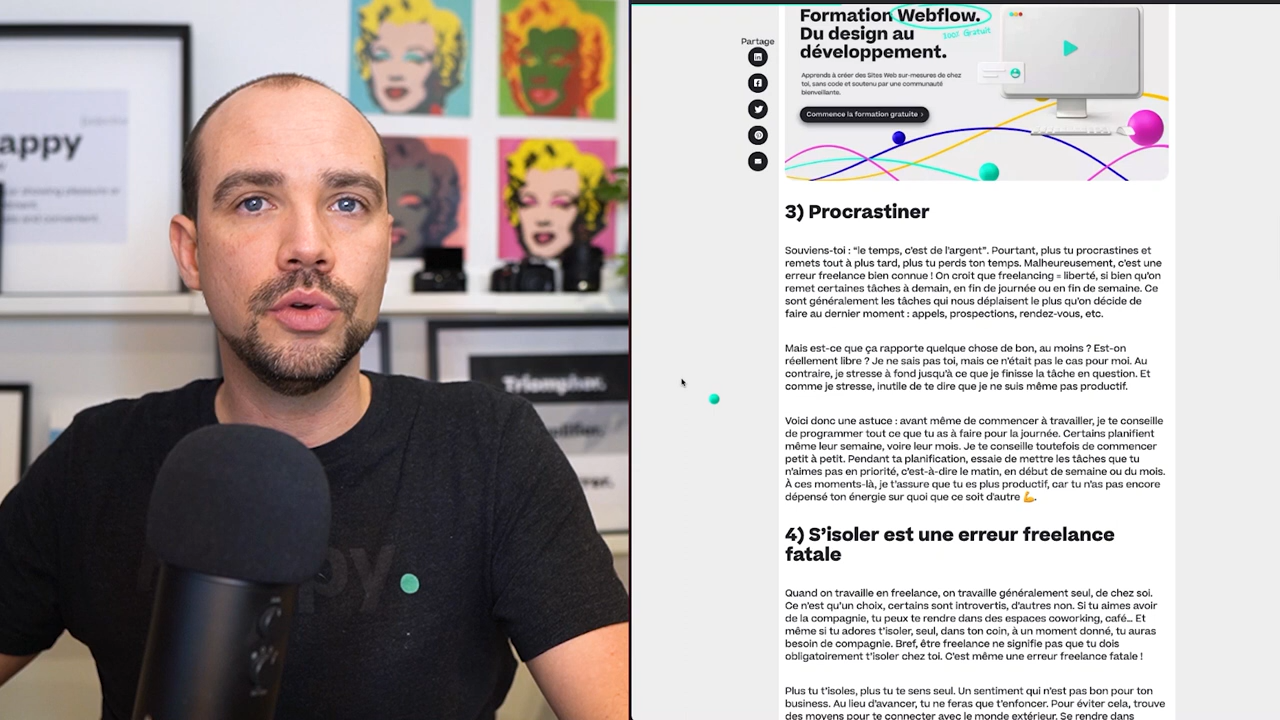 appy
Triompher.
py
Partage
Formation Webflow.
100% Gratuit
Du design au
développement.
Apprends à créer des Sites Web sur-mesures de chez
toi, sans code et soutenu par une communauté
bienveillante.
Commence la formation gratuite >
3) Procrastiner
Souviens-toi : “le temps, c’est de l’argent”. Pourtant, plus tu procrastines et
remets tout à plus tard, plus tu perds ton temps. Malheureusement, c’est une
erreur freelance bien connue ! On croit que freelancing = liberté, si bien qu’on
remet certaines tâches à demain, en fin de journée ou en fin de semaine. Ce
sont généralement les tâches qui nous déplaisent le plus qu’on décide de
faire au dernier moment : appels, prospections, rendez-vous, etc.
Mais est-ce que ça rapporte quelque chose de bon, au moins ? Est-on
réellement libre ? Je ne sais pas toi, mais ce n’était pas le cas pour moi. Au
contraire, je stresse à fond jusqu’à ce que je finisse la tâche en question. Et
comme je stresse, inutile de te dire que je ne suis même pas productif.
Voici donc une astuce : avant même de commencer à travailler, je te conseille
de programmer tout ce que tu as à faire pour la journée. Certains planifient
même leur semaine, voire leur mois. Je te conseille toutefois de commencer
petit à petit. Pendant ta planification, essaie de mettre les tâches que tu
n’aimes pas en priorité, c’est-à-dire le matin, en début de semaine ou du mois.
À ces moments-là, je t’assure que tu es plus productif, car tu n’as pas encore
dépensé ton énergie sur quoi que ce soit d’autre 💪.
4) S’isoler est une erreur freelance
fatale
Quand on travaille en freelance, on travaille généralement seul, de chez soi.
Ce n’est qu’un choix, certains sont introvertis, d’autres non. Si tu aimes avoir
de la compagnie, tu peux te rendre dans des espaces coworking, café… Et
même si tu adores t’isoler, seul, dans ton coin, à un moment donné, tu auras
besoin de compagnie. Bref, être freelance ne signifie pas que tu dois
obligatoirement t’isoler chez toi. C’est même une erreur freelance fatale !
Plus tu t’isoles, plus tu te sens seul. Un sentiment qui n’est pas bon pour ton
business. Au lieu d’avancer, tu ne feras que t’enfoncer. Pour éviter cela, trouve
des moyens pour te connecter avec le monde extérieur. Se rendre dans